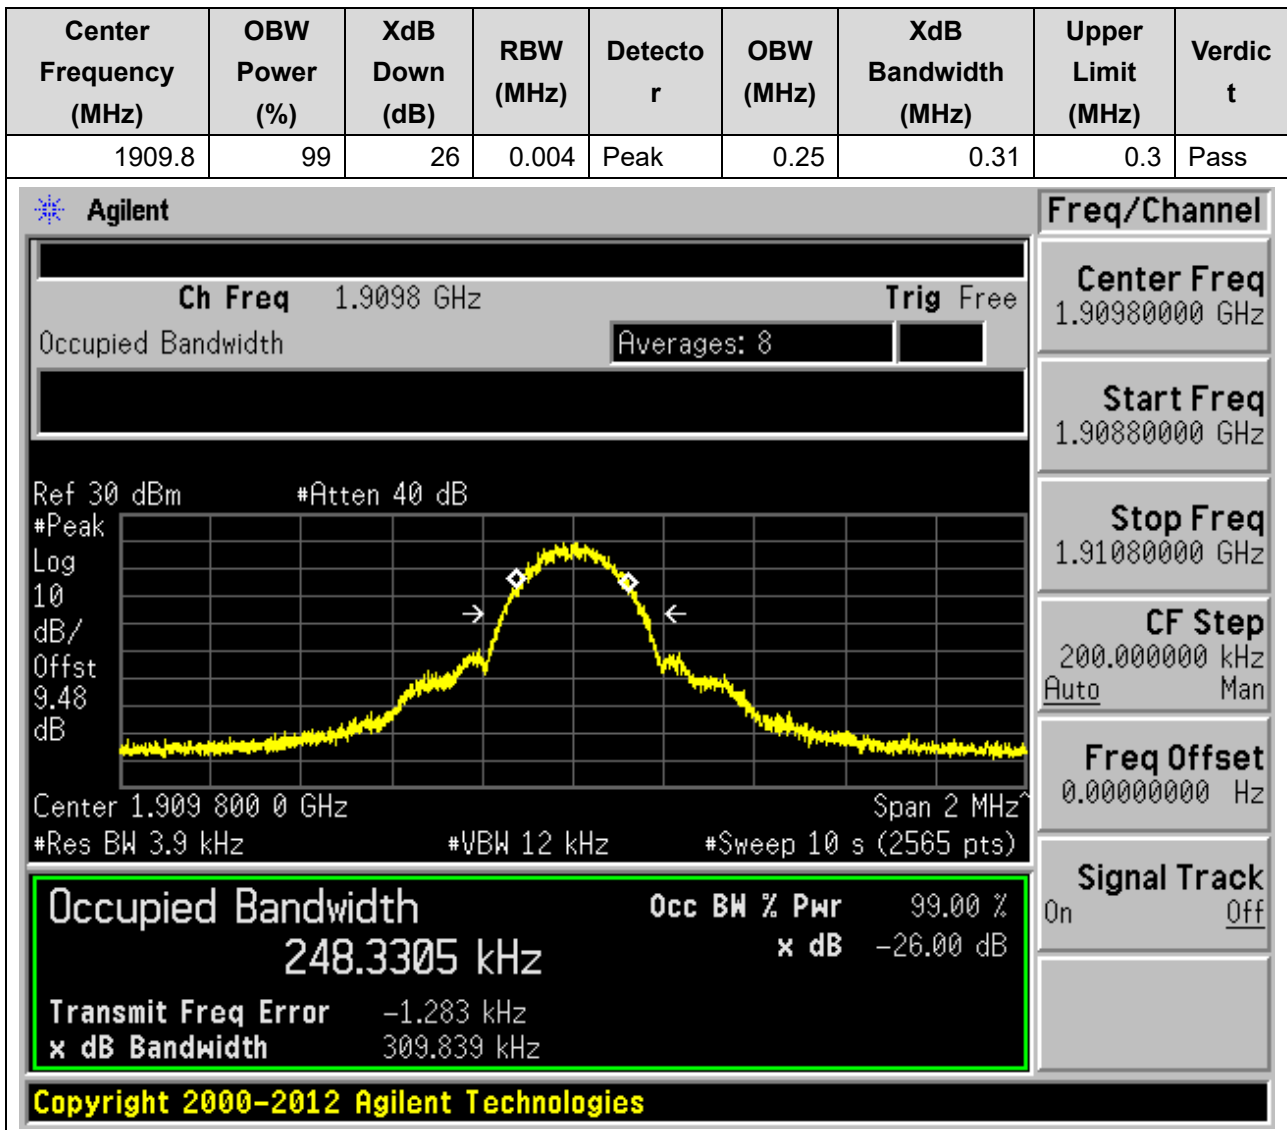 Center Frequency (MHz) OBW Power (%) XdB Down (dB) RBW (MHz) Detecto r OBW (MHz) XdB Bandwidth (MHz) Upper Limit (MHz) Verdic t
1909.8 99 26 0.004 Peak 0.25 0.31 0.3 Pass
Agilent
Freq/Channel
Ch Freq 1.9098 GHz Trig Free
Occupied Bandwidth Averages: 8
Center Freq
1.90980000 GHz
Start Freq
1.90880000 GHz
Stop Freq
1.91080000 GHz
CF Step
200.000000 kHz
Auto Man
Freq Offset
0.00000000 Hz
Signal Track
On Off
Ref 30 dBm #Atten 40 dB
#Peak
Log
10
dB/
Offst
9.48
dB
Center 1.909 800 0 GHz Span 2 MHz^
#Res BW 3.9 kHz #VBW 12 kHz #Sweep 10 s (2565 pts)
Occupied Bandwidth Occ BW % Pwr 99.00 %
248.3305 kHz x dB -26.00 dB
Transmit Freq Error -1.283 kHz
x dB Bandwidth 309.839 kHz
Copyright 2000-2012 Agilent Technologies